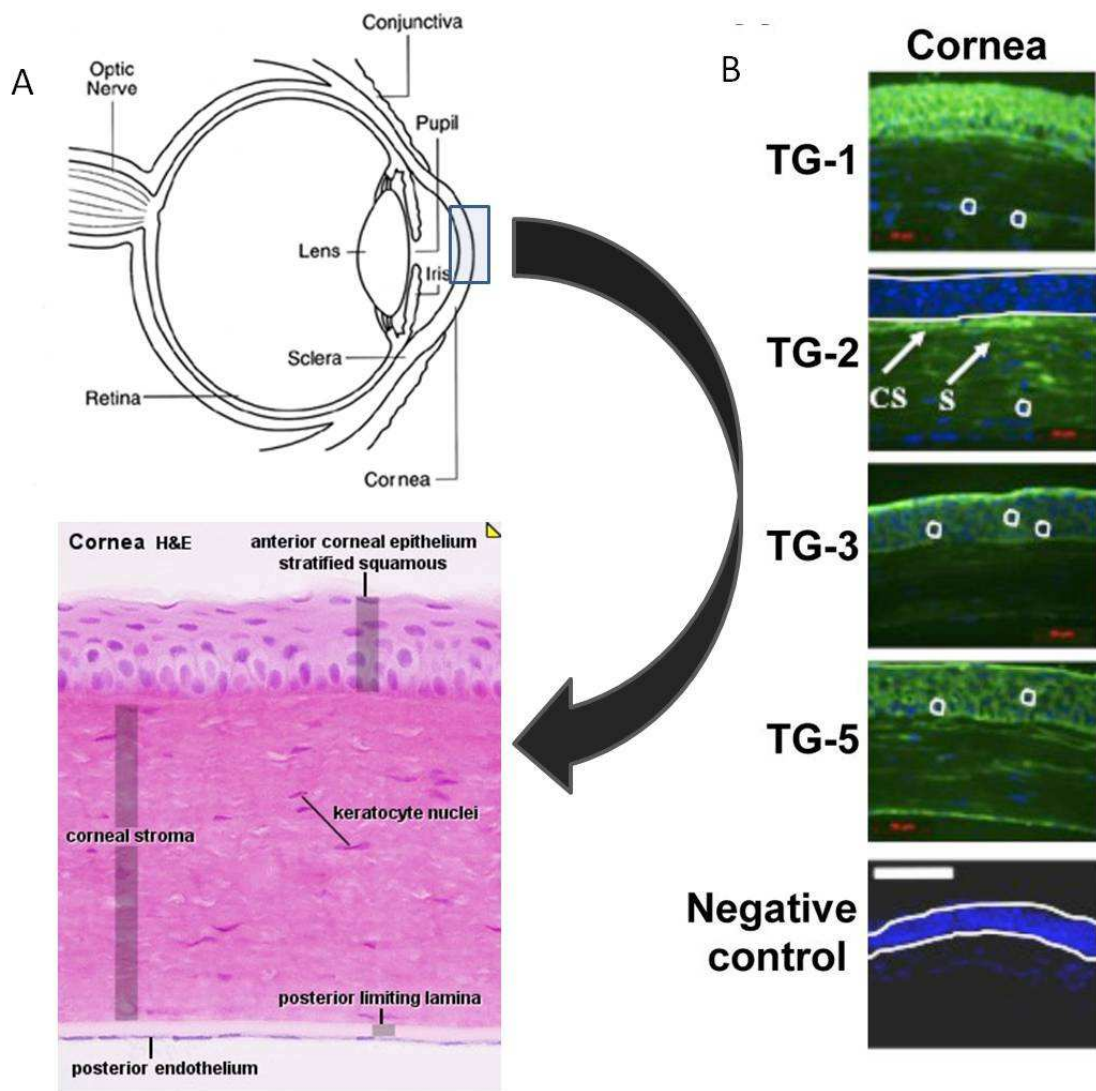 A
Conjunctiva
Optic
Nerve
Pupil
Lens
Iris
Sclera
Retina
Cornea
Cornea H&E
anterior corneal epithelium
stratified squamous
keratocyte nuclei
corneal stroma
posterior limiting lamina
posterior endothelium
B
Cornea
TG-1
TG-2
CS
S
TG-3
TG-5
Negative
control